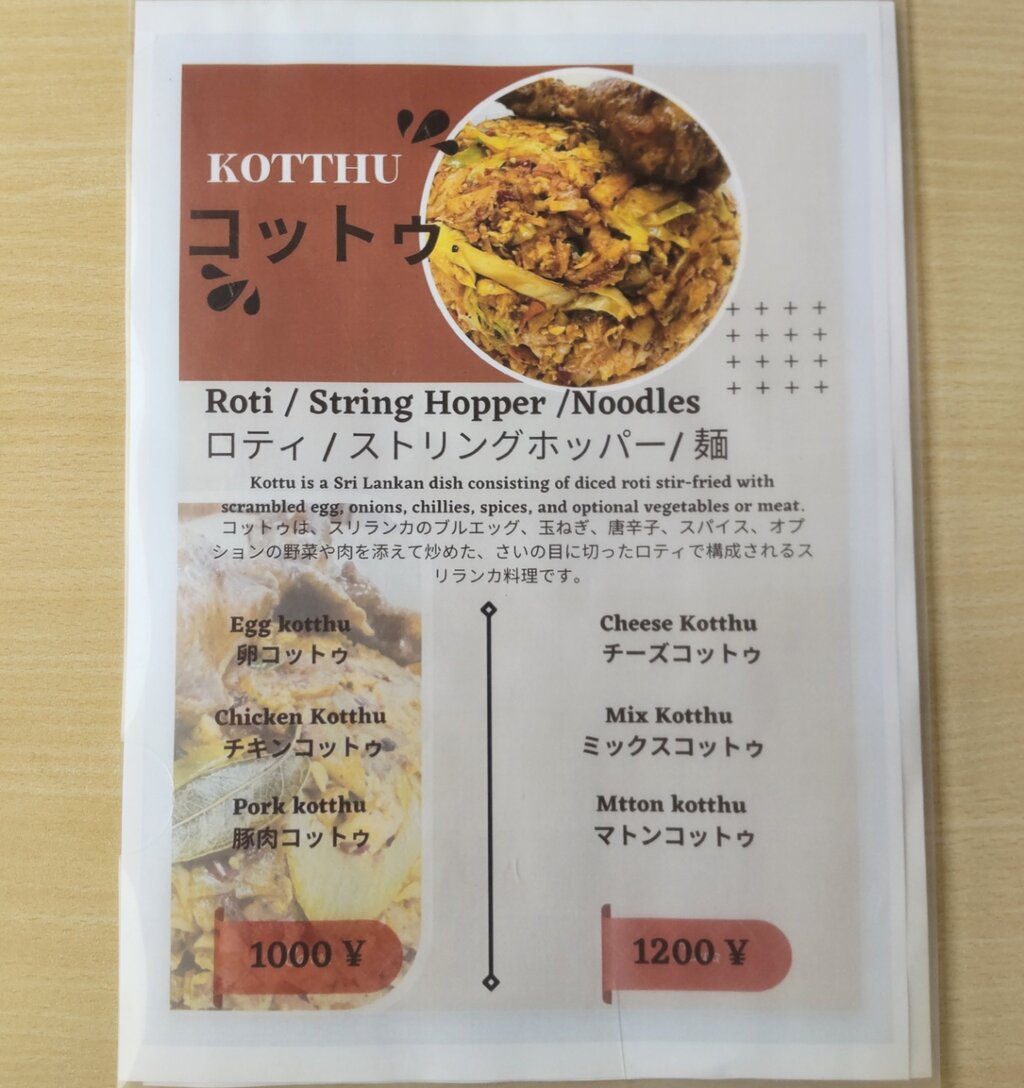 KOTTHU
コットゥ
Roti / String Hopper /Noodles
ロティ / ストリングホッパー/ 麺
Kottu is a Sri Lankan dish consisting of diced roti stir-fried with
scrambled egg, onions, chillies, spices, and optional vegetables or meat.
コットゥは、スリランカのブルエッグ、玉ねぎ、唐辛子、スパイス、オプ
ションの野菜や肉を添えて炒めた、さいの目に切ったロティで構成されるス
リランカ料理です。
Egg kotthu
卵コットゥ
Chicken Kotthu
チキンコットゥ
Pork kotthu
豚肉コットゥ
1000 ¥
Cheese Kotthu
チーズコットゥ
Mix Kotthu
ミックスコットゥ
Mtton kotthu
マトンコットゥ
1200 ¥